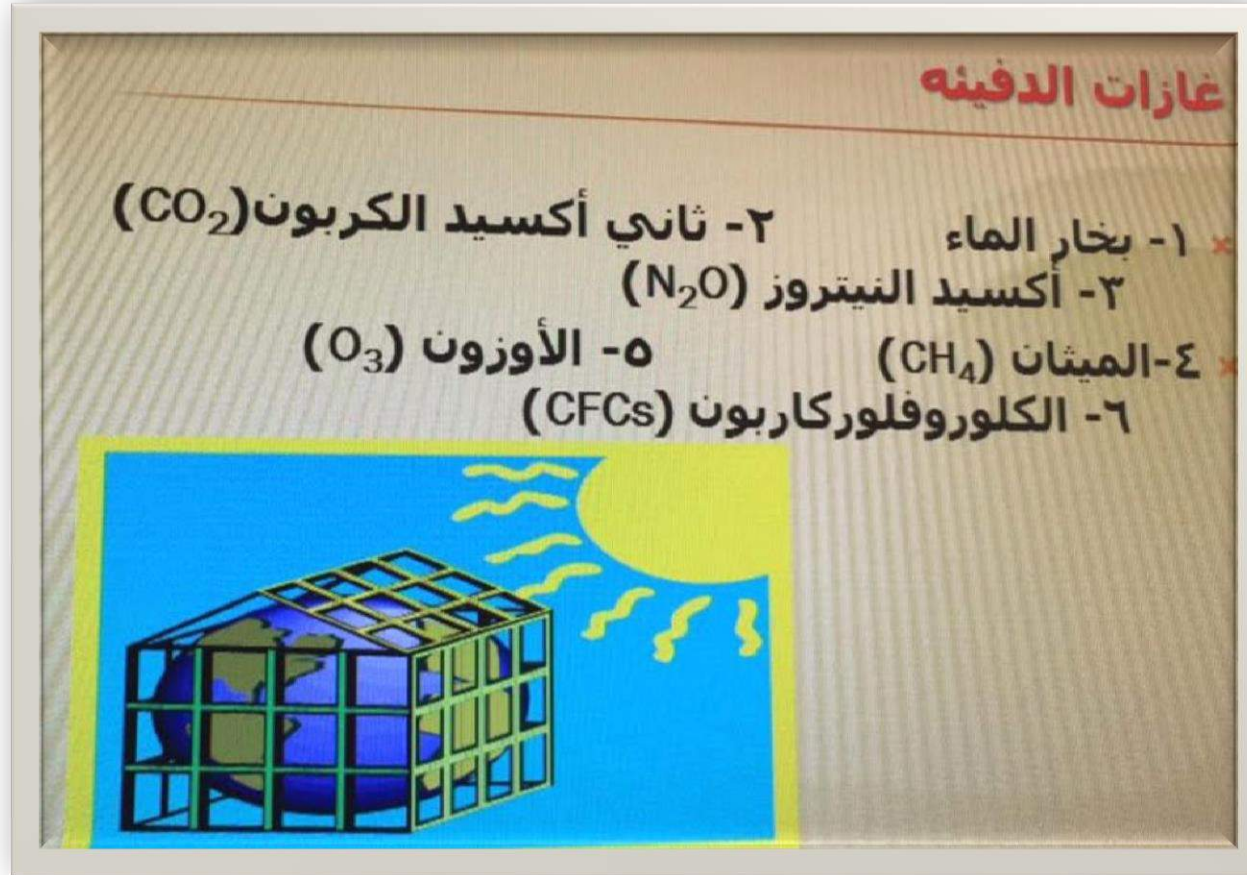 غازات الدفيئه
١- بخار الماء ٢- ثاني أكسيد الكربون(CO₂)
٣- أكسيد النيتروز (N₂O)
٤-الميثان (CH₄) ٥- الأوزون (O₃)
٦- الكلوروفلوركاربون (CFCs)